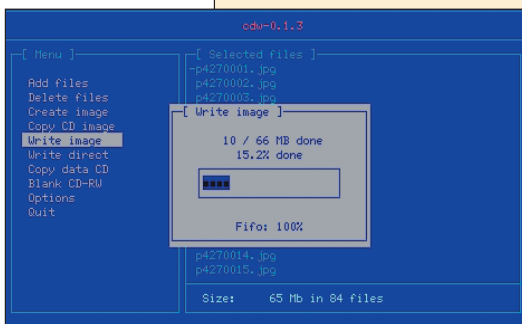 cdw-0.1.3
[ Menu ]
Add files
Delete files
Create image
Copy CD image
Write image
Write direct
Copy data CD
Blank CD-RW
Options
Quit
[ Selected files ]
-p4270001.jpg
p4270002.jpg
p4270003.jpg
[ Write image ]
10 / 66 MB done
15.2% done
Fifo: 100%
p4270014.jpg
p4270015.jpg
Size: 65 Mb in 84 files